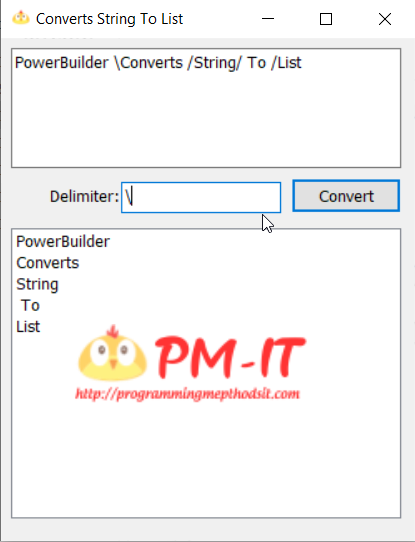 Converts String To List
PowerBuilder \Converts /String/ To /List
Delimiter: \
Convert
PowerBuilder
Converts
String
To
List
PM-IT
http://programmingmepthodsit.com